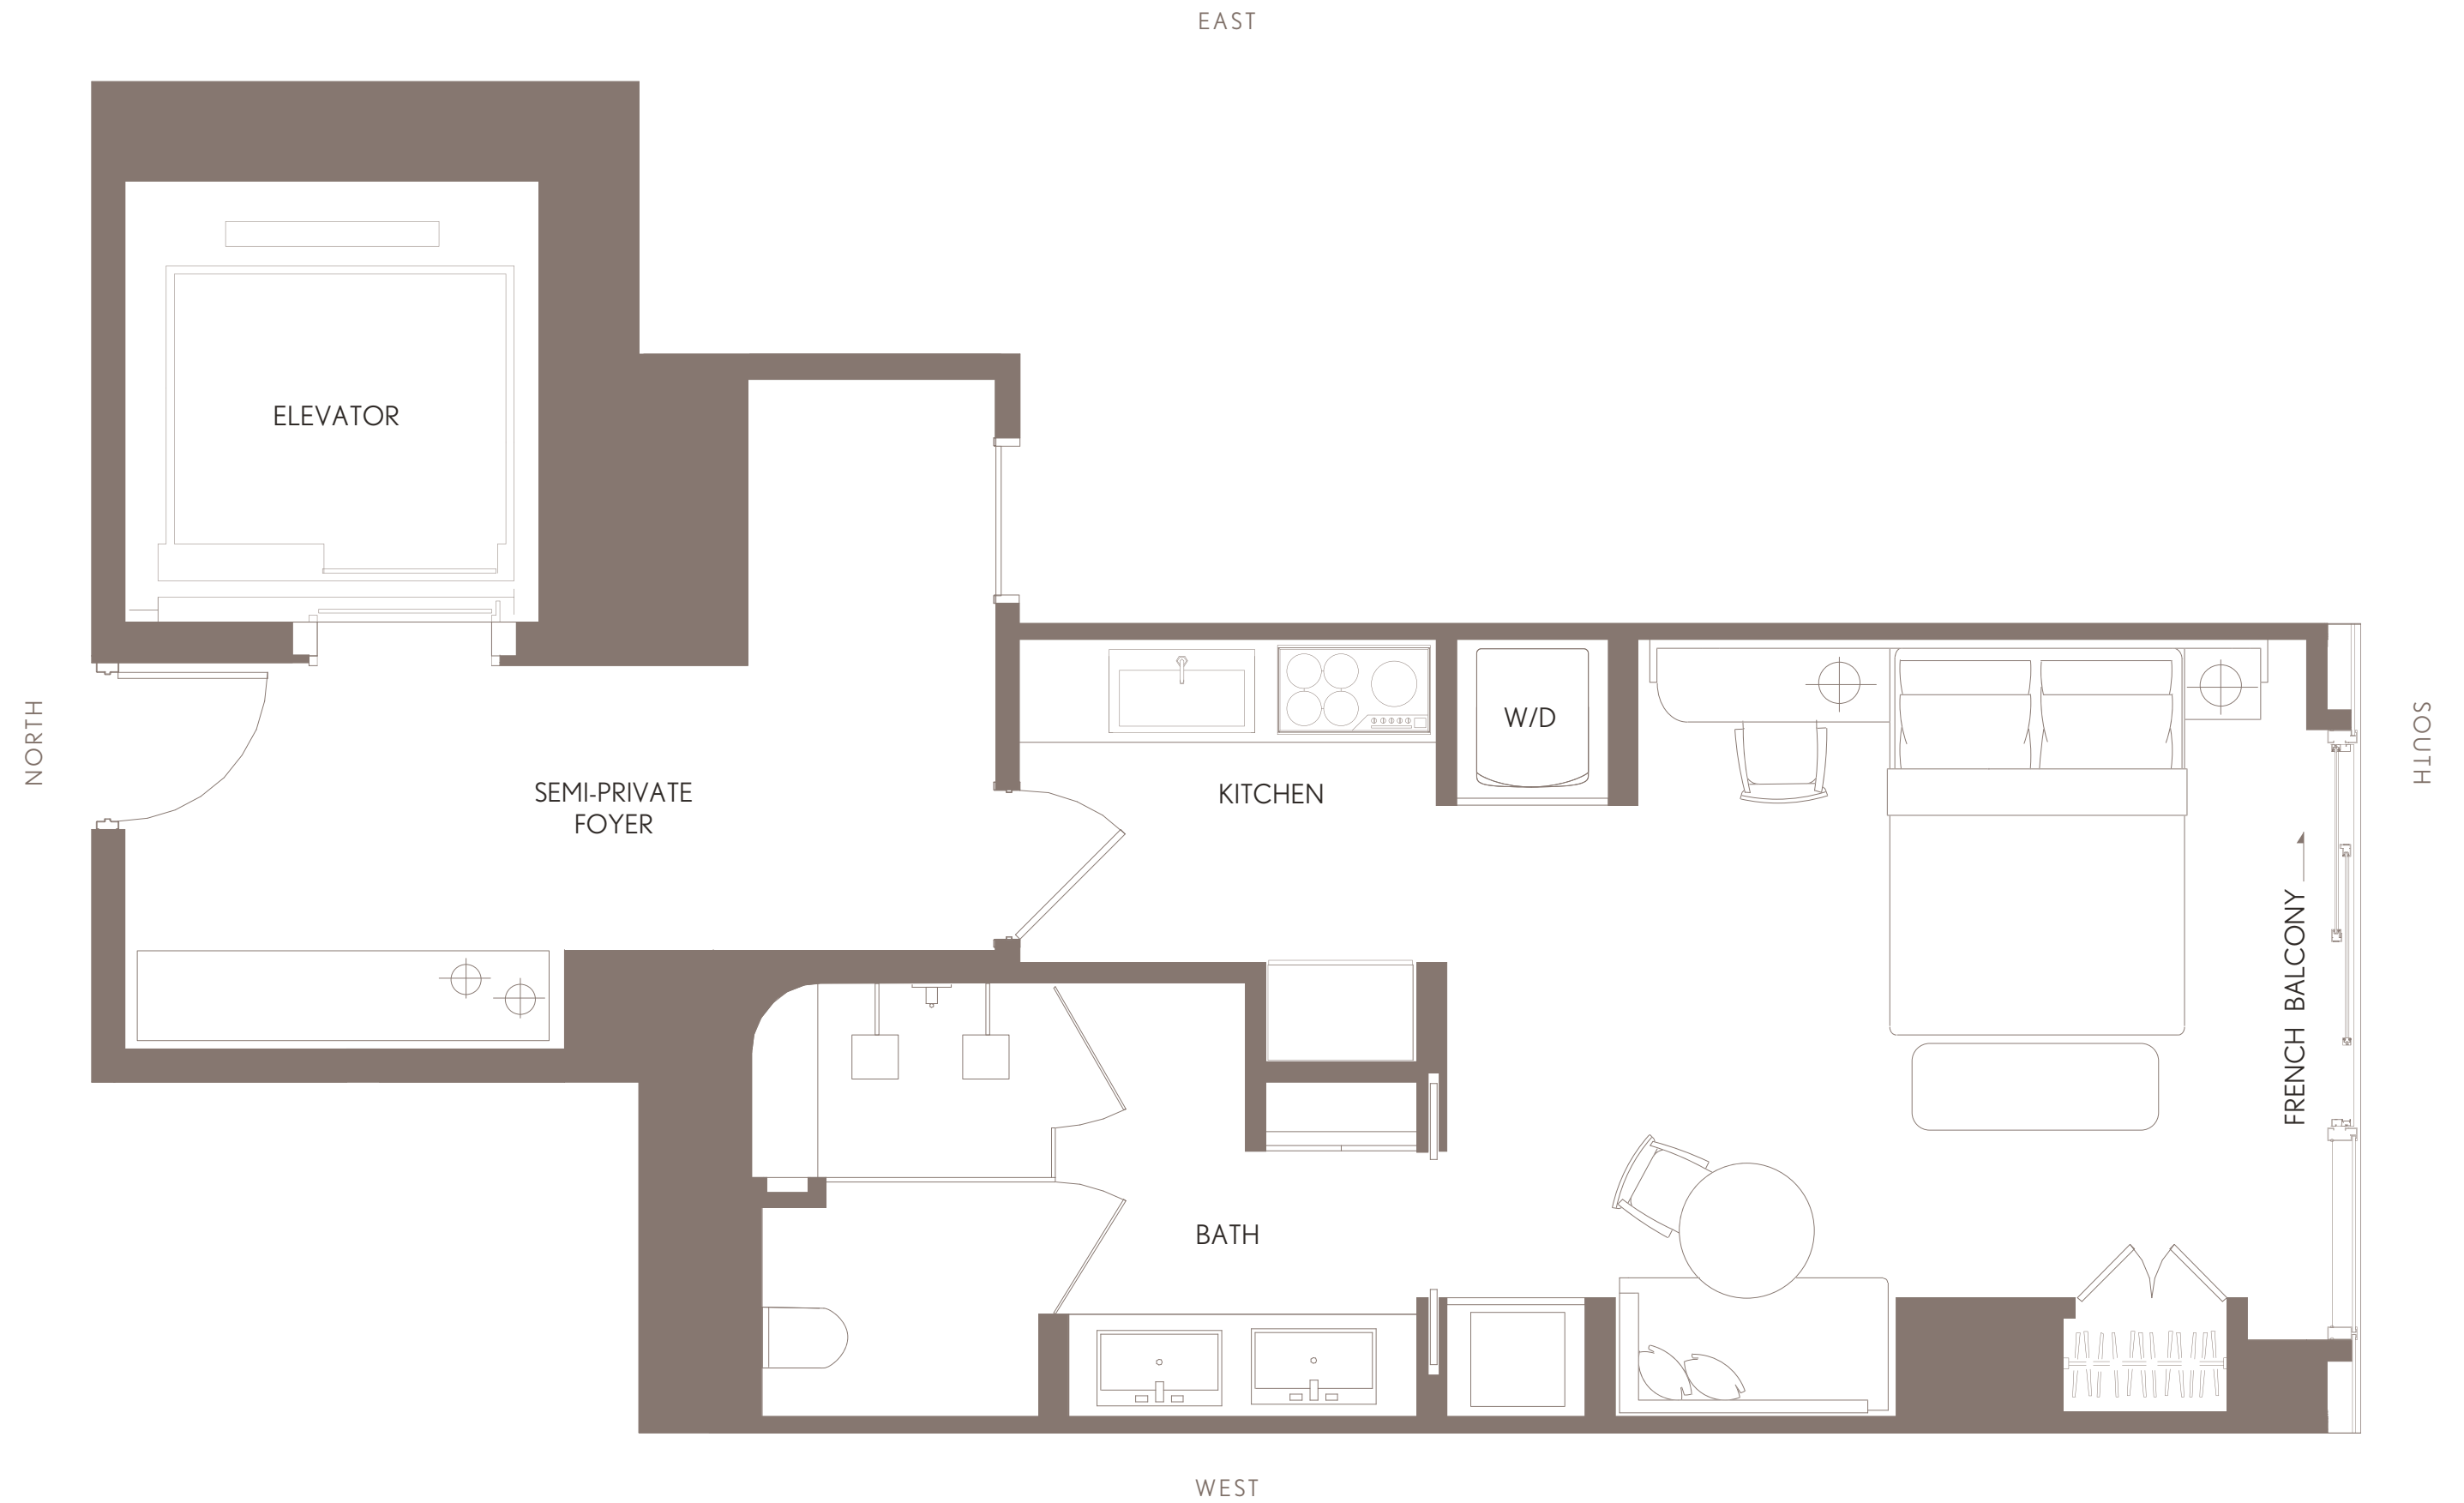 EAST
ELEVATOR
NORTH
SOUTH
W/D
SEMI-PRIVATE
FOYER
KITCHEN
FRENCH BALCONY
BATH
WEST